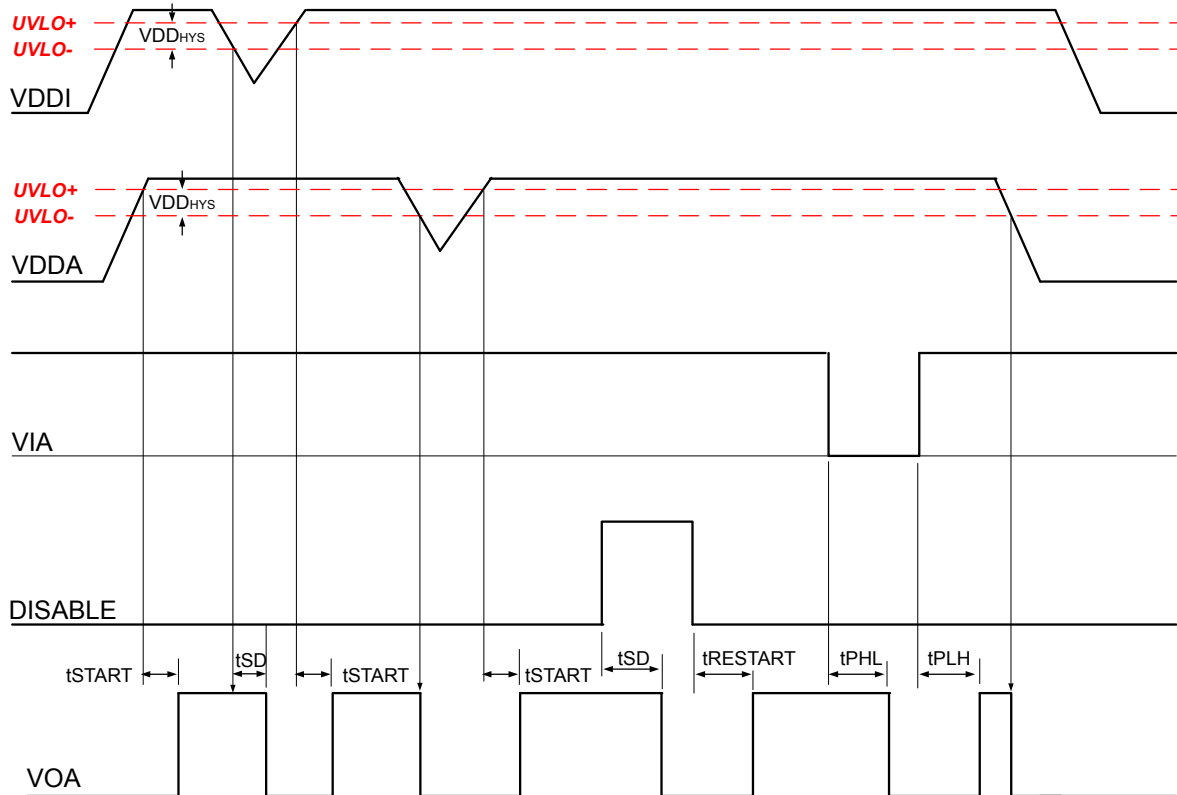 UVLO+
VDDHYS
UVLO-
VDDI
UVLO+
VDDHYS
UVLO-
VDDA
VIA
DISABLE
tSTART
tSD
tSTART
tSTART
tSD
tRESTART
tPHL
tPLH
VOA